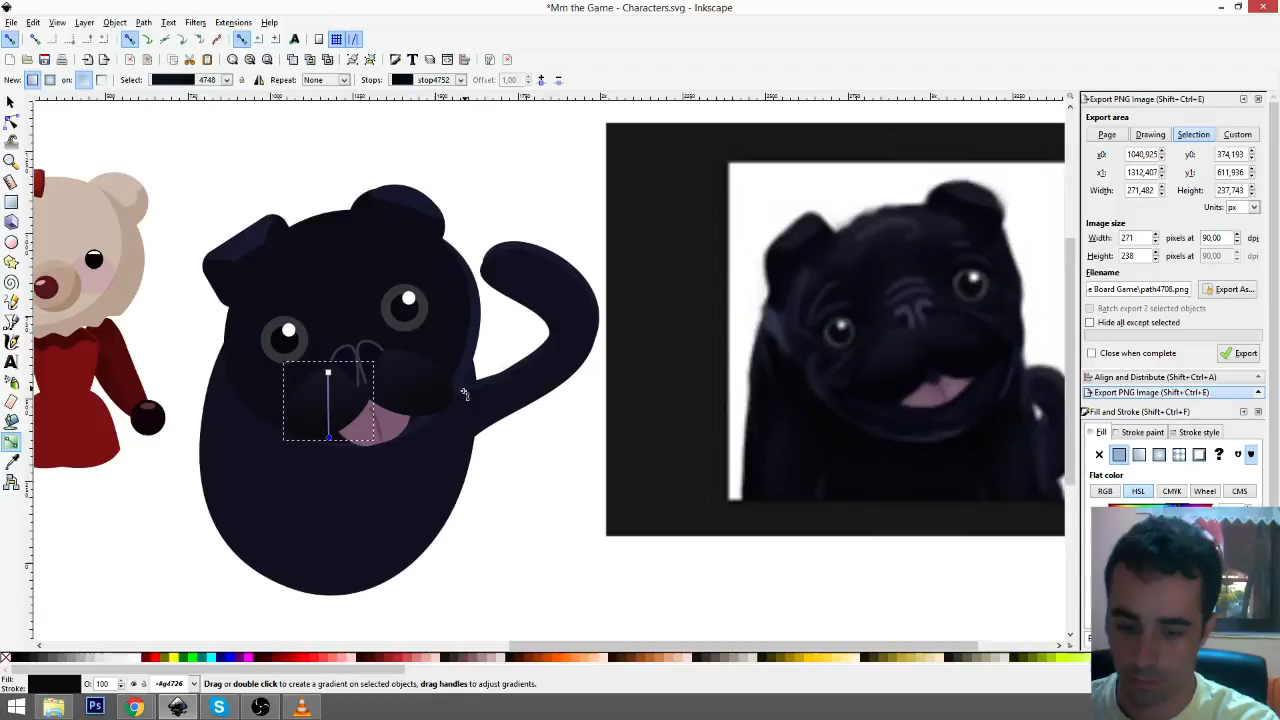 *Mm the Game - Characters.svg - Inkscape
File Edit View Layer Object Path Text Filters Extensions Help
New: on: Select: 4748 Repeat: None Stops: stop4752 Offset: 1,00
Export PNG Image (Shift+Ctrl+E)
Export area
Page Drawing Selection Custom
x0: 1040,925 y0: 374,193
x1: 1312,407 y1: 611,936
Width: 271,482 Height: 237,743
Units: px
Image size
Width: 271 pixels at 90,00 dpi
Height: 238 pixels at 90,00 dpi
Filename
e Board Game\path4708.png Export As...
Batch export 2 selected objects
Hide all except selected
Close when complete Export
Align and Distribute (Shift+Ctrl+A)
Export PNG Image (Shift+Ctrl+E)
Fill and Stroke (Shift+Ctrl+F)
Fill Stroke paint Stroke style
Flat color
RGB HSL CMYK Wheel CMS
Fill:
Stroke: O: 100 #g4726 Drag or double click to create a gradient on selected objects, drag handles to adjust gradients.
Ps